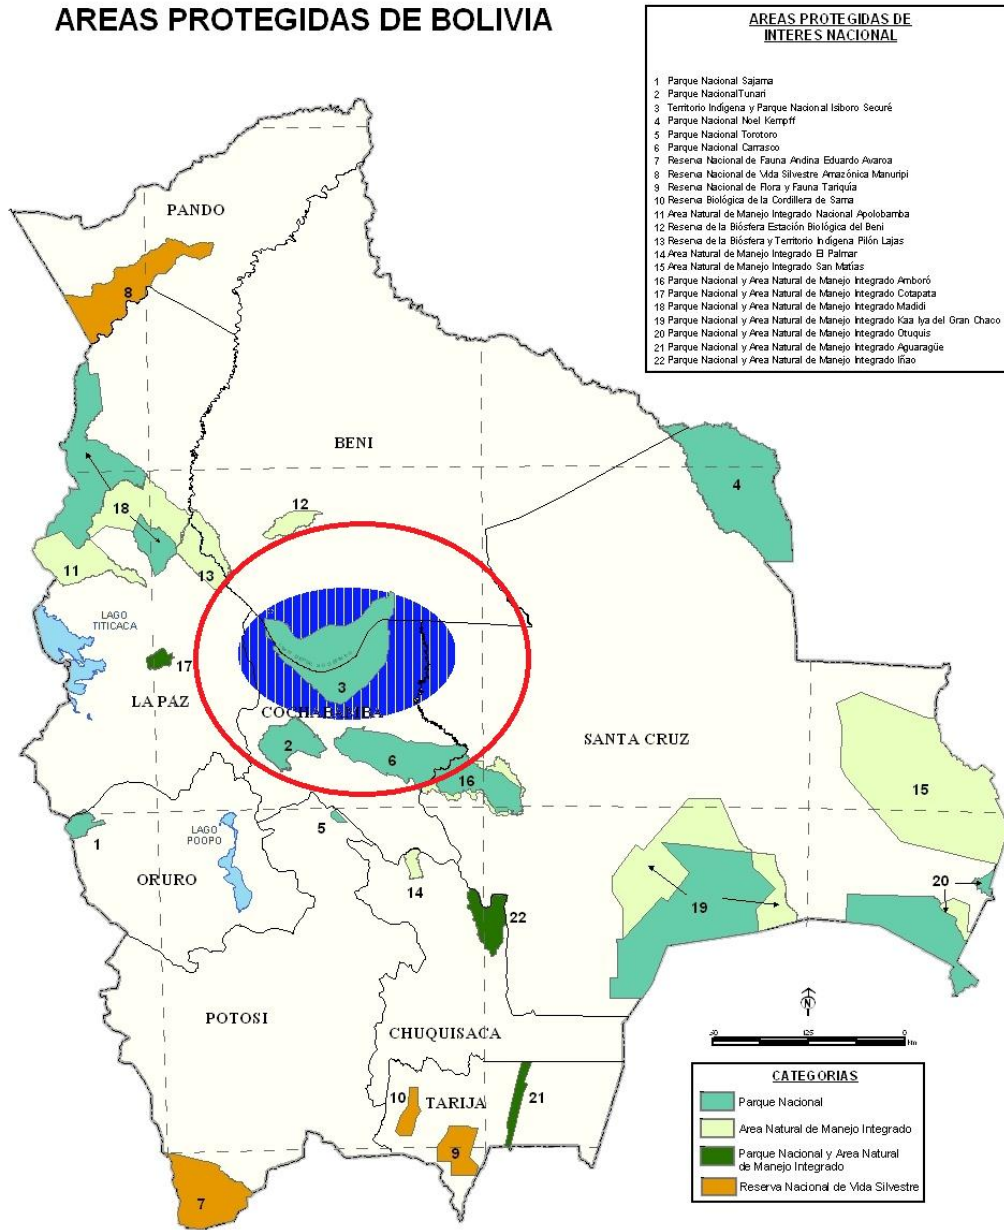 AREAS PROTEGIDAS DE BOLIVIA
AREAS PROTEGIDAS DE
INTERES NACIONAL
1 Parque Nacional Sajama
2 Parque NacionalTunari
3 Territorio Indígena y Parque Nacional Isiboro Securé
4 Parque Nacional Noel Kempff
5 Parque Nacional Torotoro
6 Parque Nacional Carrasco
7 Reserva Nacional de Fauna Andina Eduardo Avaroa
8 Reserva Nacional de Vida Silvestre Amazónica Manuripi
9 Reserva Nacional de Flora y Fauna Tariquía
10 Reserva Biológica de la Cordillera de Sama
11 Area Natural de Manejo Integrado Nacional Apolobamba
12 Reserva de la Biósfera Estación Biológica del Beni
13 Reserva de la Biósfera y Territorio Indígena Pilón Lajas
14 Area Natural de Manejo Integrado El Palmar
15 Area Natural de Manejo Integrado San Matías
16 Parque Nacional y Area Natural de Manejo Integrado Amboró
17 Parque Nacional y Area Natural de Manejo Integrado Cotapata
18 Parque Nacional y Area Natural de Manejo Integrado Madidi
19 Parque Nacional y Area Natural de Manejo Integrado Kaa Iya del Gran Chaco
20 Parque Nacional y Area Natural de Manejo Integrado Otuquis
21 Parque Nacional y Area Natural de Manejo Integrado Aguaragüe
22 Parque Nacional y Area Natural de Manejo Integrado Iñao
PANDO
8
BENI
4
12
18
11
13
LAGO
TITICACA
17
LA PAZ
3
COCHABAMBA
2
6
SANTA CRUZ
16
15
1
LAGO
POOPO
5
ORURO
14
19
20
22
POTOSI
N
CHUQUISACA
125
0
10
TARIJA
21
9
7
CATEGORIAS
Parque Nacional
Area Natural de Manejo Integrado
Parque Nacional y Area Natural
de Manejo Integrado
Reserva Nacional de Vida Silvestre